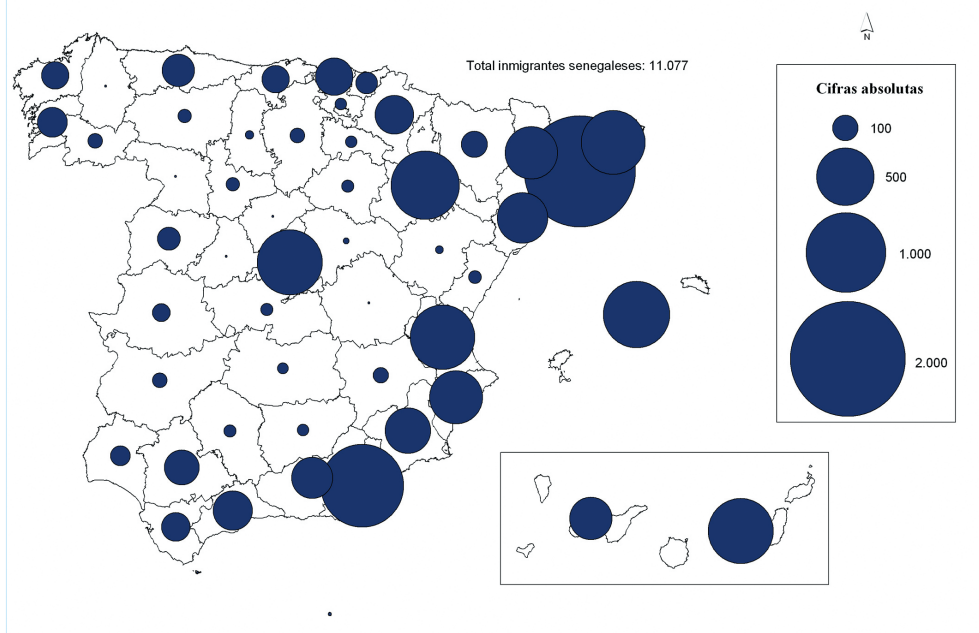 N
Total inmigrantes senegaleses: 11.077
Cifras absolutas
100
500
1.000
2.000